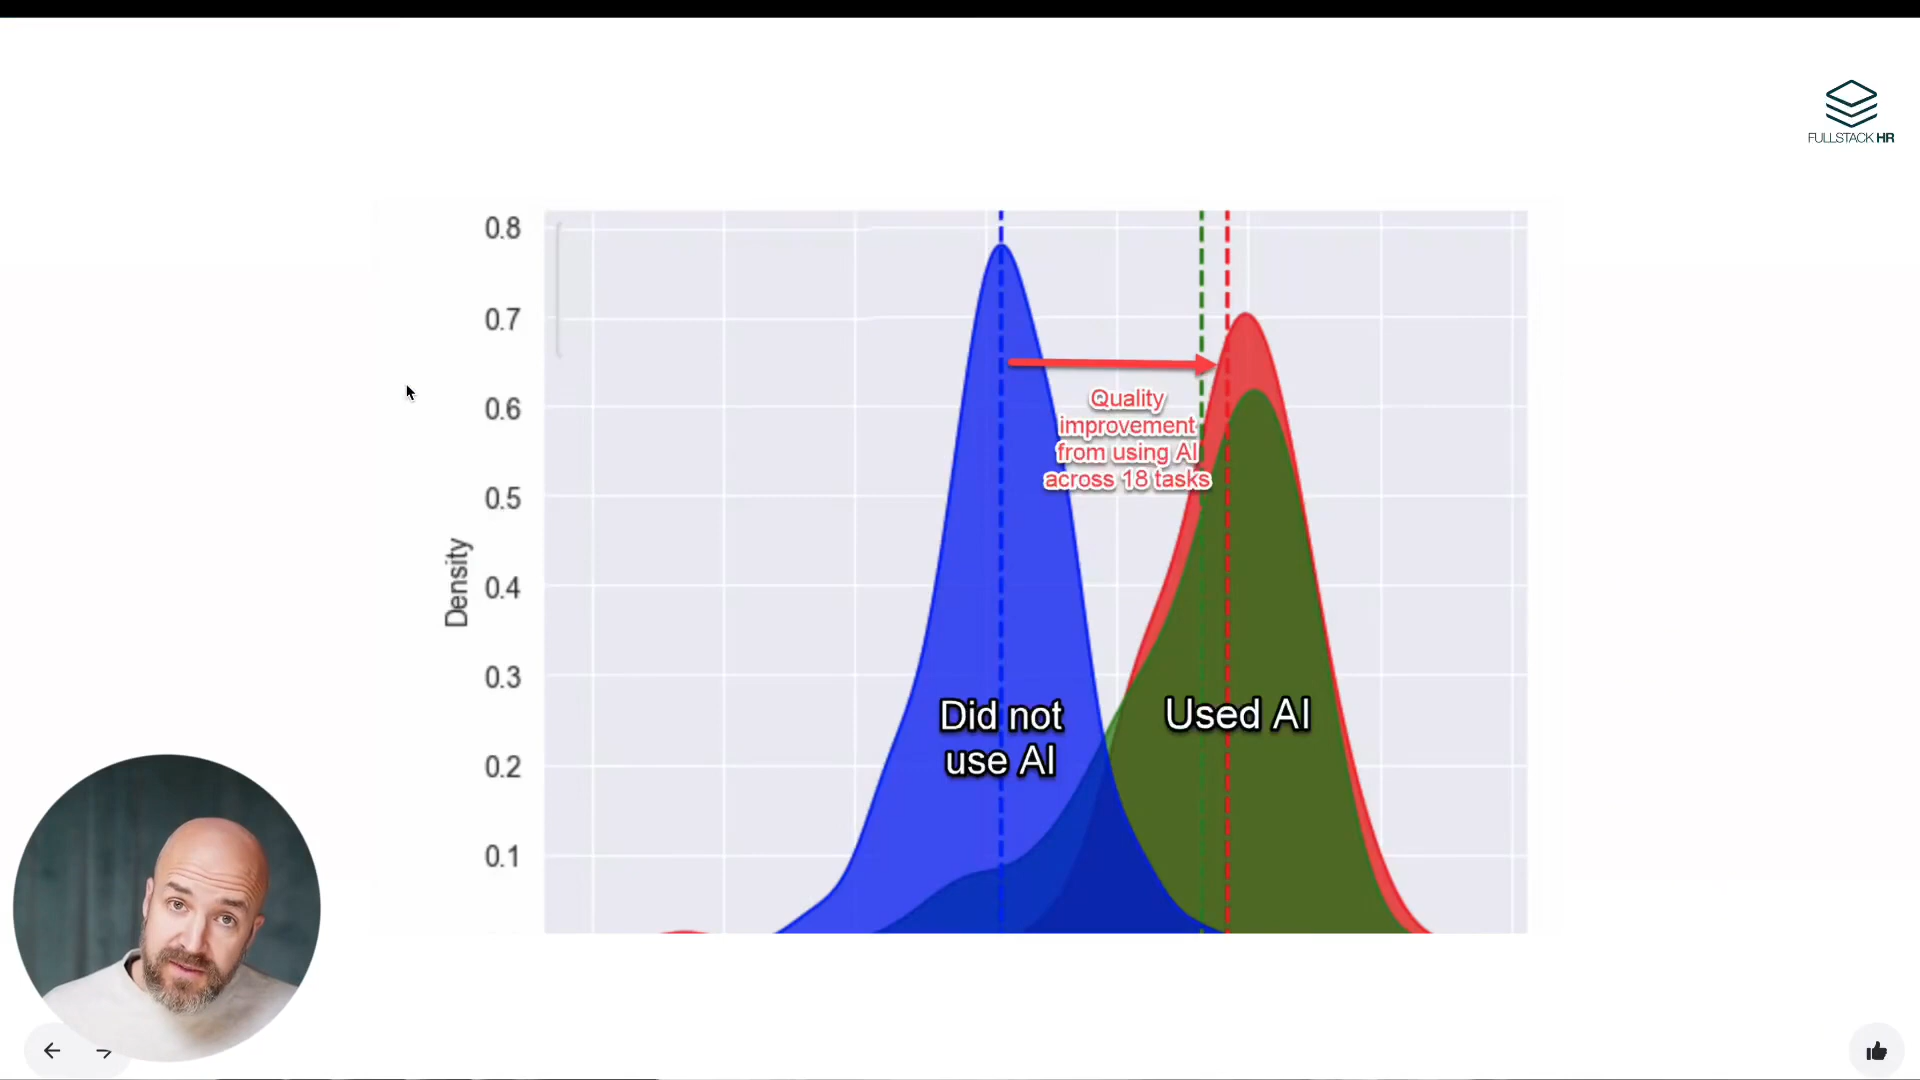 FULLSTACK HR
0.8
0.7
0.6
0.5
0.4
0.3
0.2
0.1
Density
Quality
improvement
from using AI
across 18 tasks
Did not
use AI
Used AI